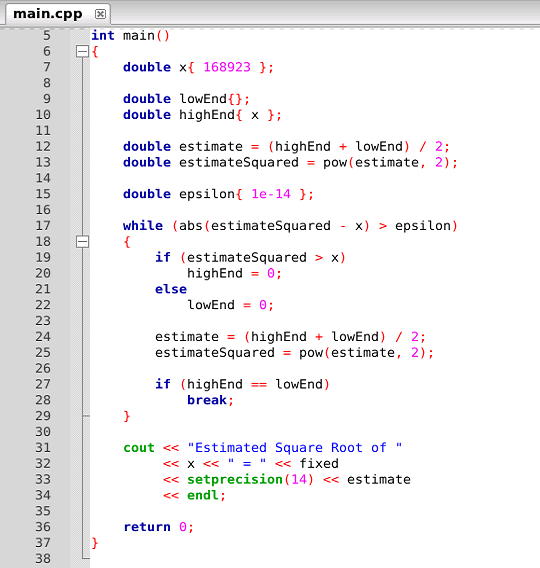 main.cpp
5 int main()
6 {
7 double x{ 168923 };
8
9 double lowEnd{};
10 double highEnd{ x };
11
12 double estimate = (highEnd + lowEnd) / 2;
13 double estimateSquared = pow(estimate, 2);
14
15 double epsilon{ 1e-14 };
16
17 while (abs(estimateSquared - x) > epsilon)
18 {
19 if (estimateSquared > x)
20 highEnd = 0;
21 else
22 lowEnd = 0;
23
24 estimate = (highEnd + lowEnd) / 2;
25 estimateSquared = pow(estimate, 2);
26
27 if (highEnd == lowEnd)
28 break;
29 }
30
31 cout << "Estimated Square Root of "
32 << x << " = " << fixed
33 << setprecision(14) << estimate
34 << endl;
35
36 return 0;
37 }
38